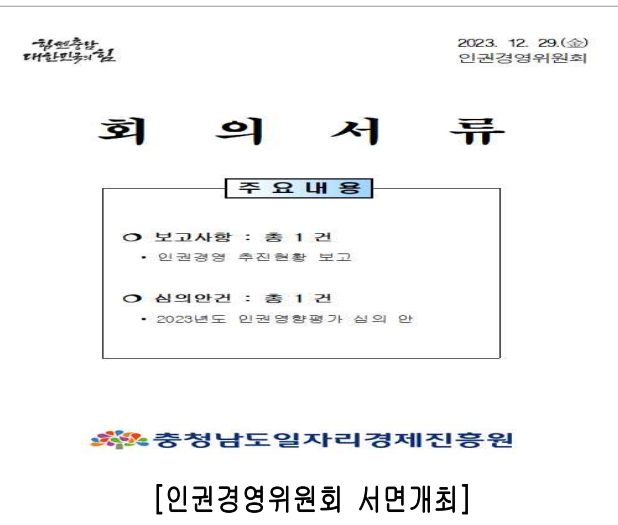 힘쎈충남
대한민국의 힘
2023. 12. 29.(金)
인권경영위원회
회 의 서 류
주요내용
❍ 보고사항 : 총 1 건
• 인권경영 추진현황 보고
❍ 심의안건 : 총 1 건
• 2023년도 인권영향평가 심의 안
충청남도일자리경제진흥원
[인권경영위원회 서면개최]